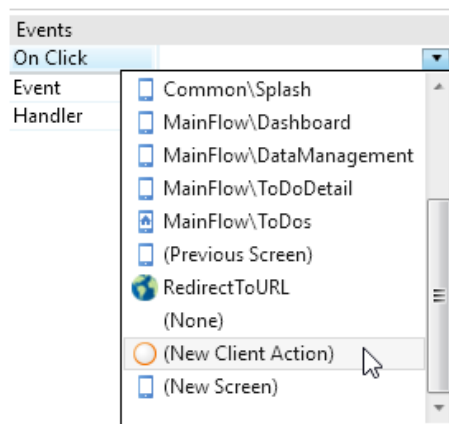 Events
On Click
Event
Handler
Common\Splash
MainFlow\Dashboard
MainFlow\DataManagement
MainFlow\ToDoDetail
MainFlow\ToDos
(Previous Screen)
RedirectToURL
(None)
(New Client Action)
(New Screen)